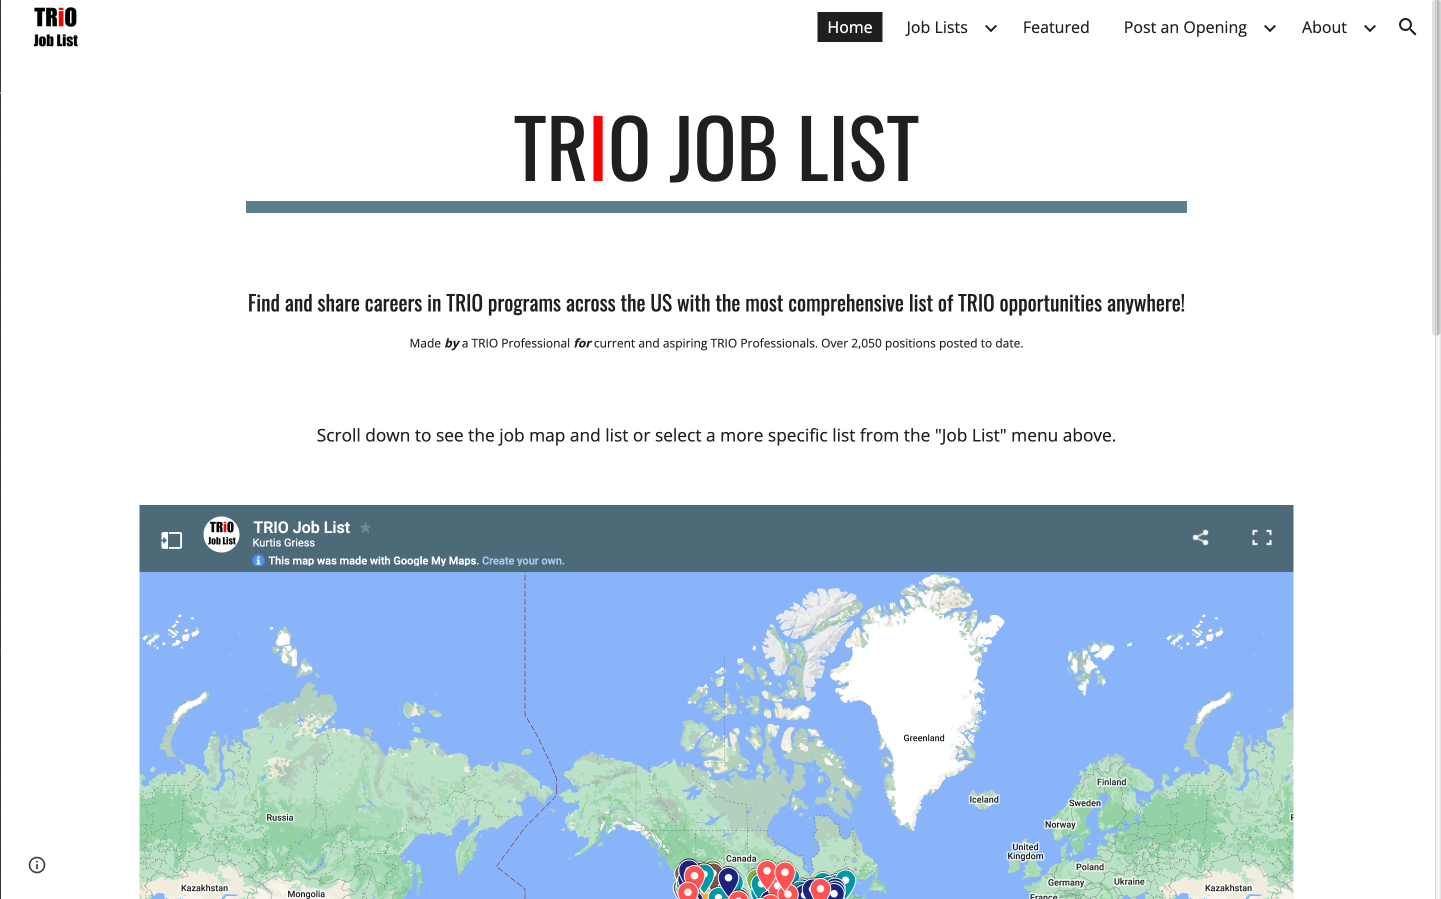 TRiO
Job List
Home
Job Lists
Featured
Post an Opening
About
TRIO JOB LIST
Find and share careers in TRIO programs across the US with the most comprehensive list of TRIO opportunities anywhere!
Made by a TRIO Professional for current and aspiring TRIO Professionals. Over 2,050 positions posted to date.
Scroll down to see the job map and list or select a more specific list from the "Job List" menu above.
TRiO
Job List
TRIO Job List
Kurtis Griess
This map was made with Google My Maps. Create your own.
Greenland
Finland
Iceland
Sweden
Russia
Norway
United
Kingdom
Canada
Poland
Germany
Ukraine
Kazakhstan
Mongolia
Kazakhstan
France